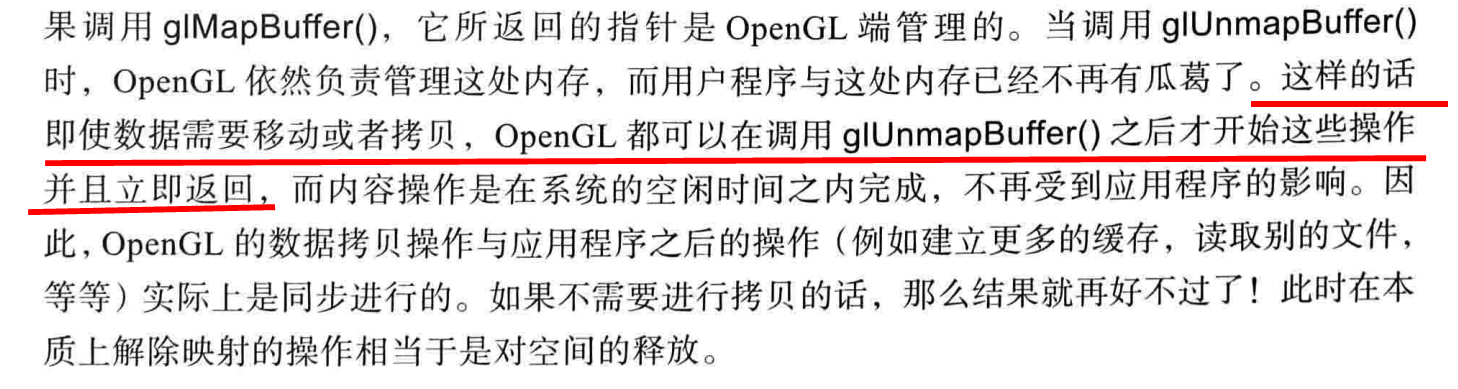 果调用 glMapBuffer()，它所返回的指针是 OpenGL 端管理的。当调用 glUnmapBuffer()
时，OpenGL 依然负责管理这处内存，而用户程序与这处内存已经不再有瓜葛了。这样的话
即使数据需要移动或者拷贝，OpenGL 都可以在调用 glUnmapBuffer() 之后才开始这些操作
并且立即返回，而内容操作是在系统的空闲时间之内完成，不再受到应用程序的影响。因
此，OpenGL 的数据拷贝操作与应用程序之后的操作（例如建立更多的缓存，读取别的文件，
等等）实际上是同步进行的。如果不需要进行拷贝的话，那么结果就再好不过了！此时在本
质上解除映射的操作相当于是对空间的释放。